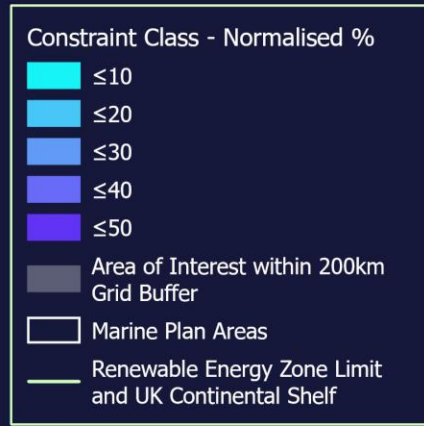 Constraint Class - Normalised %
≤10
≤20
≤30
≤40
≤50
Area of Interest within 200km
Grid Buffer
Marine Plan Areas
Renewable Energy Zone Limit
and UK Continental Shelf